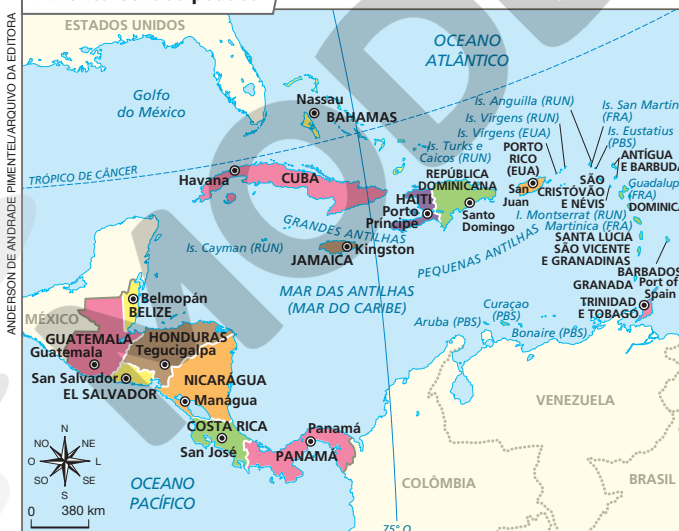 ANDERSON DE ANDRADE PIMENTEL/ARQUIVO DA EDITORA
ESTADOS UNIDOS
OCEANO
ATLÂNTICO
Golfo
do México
Nassau
BAHAMAS
Is. Anguilla (RUN)
Is. Virgens (RUN)
Is. Virgens (EUA)
Is. San Martin
(FRA)
Is. Eustatius
(PBS)
Is. Turks e
Caicos (RUN)
PORTO
RICO
(EUA)
ANTÍGUA
E BARBUDA
TRÓPICO DE CÂNCER
Havana
CUBA
REPÚBLICA
DOMINICANA
San
Juan
SÃO
CRISTÓVÃO
E NÉVIS
Guadalup
(FRA)
DOMINICA
HAITI
Porto
Príncipe
Santo
Domingo
I. Montserrat (RUN)
Martinica (FRA)
GRANDES ANTILHAS
Is. Cayman (RUN)
JAMAICA
Kingston
PEQUENAS ANTILHAS
SANTA LÚCIA
SÃO VICENTE
E GRANADINAS
BARBADOS
MAR DAS ANTILHAS
(MAR DO CARIBE)
GRANADA
Port of
Spain
TRINIDAD
E TOBAGO
Curaçao
(PBS)
Aruba (PBS)
Bonaire (PBS)
Belmopán
BELIZE
MÉXICO
GUATEMALA
Guatemala
HONDURAS
Tegucigalpa
San Salvador
EL SALVADOR
NICARÁGUA
Manágua
COSTA RICA
San José
Panamá
PANAMÁ
VENEZUELA
COLÔMBIA
BRASIL
OCEANO
PACÍFICO
N
NO
NE
O
L
SO
SE
S
0
380 km
75° O